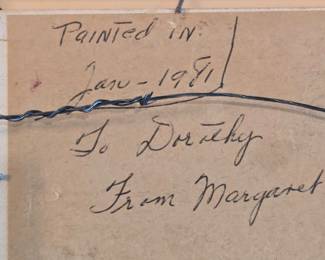 Painted IN.
Jan - 1981
To Dorothy
From Margaret